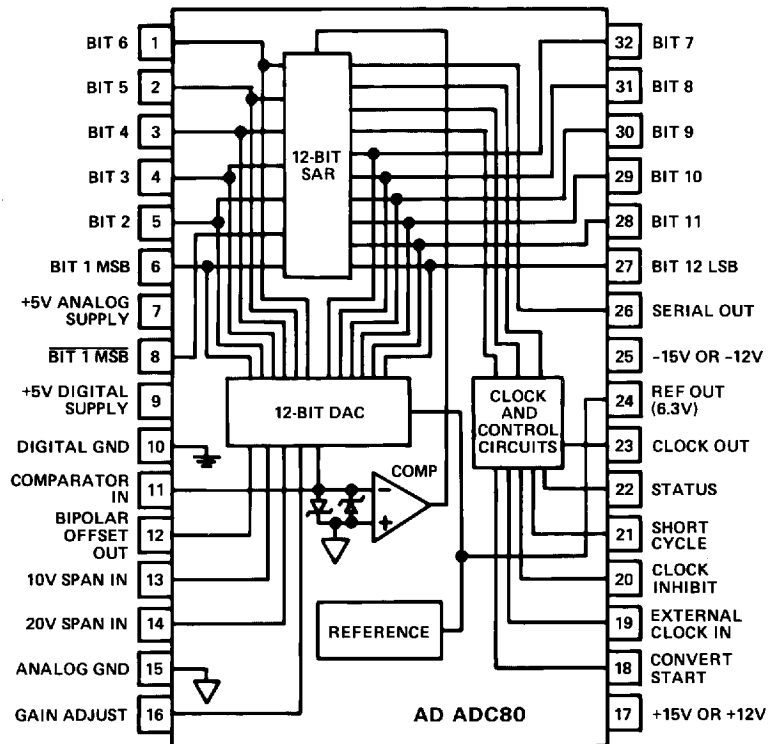 BIT 6 1
BIT 5 2
BIT 4 3
BIT 3 4
BIT 2 5
BIT 1 MSB 6
+5V ANALOG
SUPPLY 7
BIT 1 MSB 8
+5V DIGITAL
SUPPLY 9
DIGITAL GND 10
COMPARATOR
IN 11
BIPOLAR
OFFSET
OUT 12
10V SPAN IN 13
20V SPAN IN 14
ANALOG GND 15
GAIN ADJUST 16
12-BIT
SAR
12-BIT DAC
COMP
−
+
REFERENCE
CLOCK
AND
CONTROL
CIRCUITS
AD ADC80
32 BIT 7
31 BIT 8
30 BIT 9
29 BIT 10
28 BIT 11
27 BIT 12 LSB
26 SERIAL OUT
25 -15V OR -12V
24 REF OUT
(6.3V)
23 CLOCK OUT
22 STATUS
21 SHORT
CYCLE
20 CLOCK
INHIBIT
19 EXTERNAL
CLOCK IN
18 CONVERT
START
17 +15V OR +12V